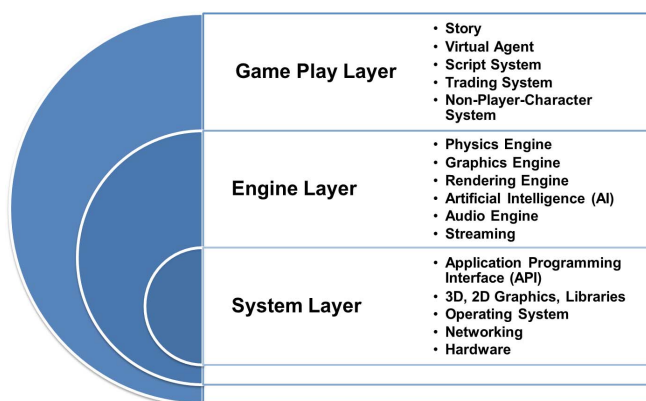 Game Play Layer
• Story
• Virtual Agent
• Script System
• Trading System
• Non-Player-Character
System
Engine Layer
• Physics Engine
• Graphics Engine
• Rendering Engine
• Artificial Intelligence (AI)
• Audio Engine
• Streaming
System Layer
• Application Programming
Interface (API)
• 3D, 2D Graphics, Libraries
• Operating System
• Networking
• Hardware